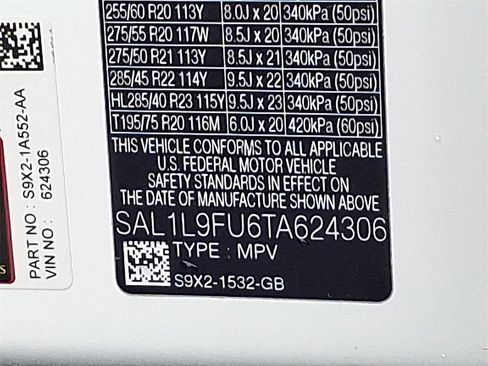 255/60 R20 113Y 8.0J x 20 340kPa (50psi)
275/55 R20 117W 8.5J x 20 340kPa (50psi)
275/50 R21 113Y 8.5J x 21 340kPa (50psi)
285/45 R22 114Y 9.5J x 22 340kPa (50psi)
HL285/40 R23 115Y 9.5J x 23 340kPa (50psi)
T195/75 R20 116M 6.0J x 20 420kPa (60psi)
THIS VEHICLE CONFORMS TO ALL APPLICABLE
U.S. FEDERAL MOTOR VEHICLE
SAFETY STANDARDS IN EFFECT ON
THE DATE OF MANUFACTURE SHOWN ABOVE
SAL1L9FU6TA624306
TYPE : MPV
S9X2-1532-GB
PART NO : S9X2-1A552-AA
VIN NO : 624306